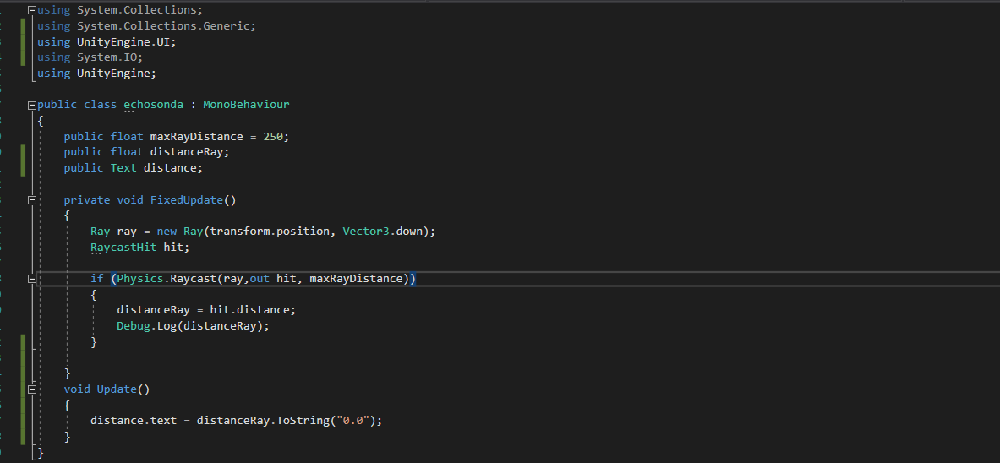 using System.Collections;
using System.Collections.Generic;
using UnityEngine.UI;
using System.IO;
using UnityEngine;
public class echosonda : MonoBehaviour
{
public float maxRayDistance = 250;
public float distanceRay;
public Text distance;
private void FixedUpdate()
{
Ray ray = new Ray(transform.position, Vector3.down);
RaycastHit hit;
if (Physics.Raycast(ray,out hit, maxRayDistance))
{
distanceRay = hit.distance;
Debug.Log(distanceRay);
}
}
void Update()
{
distance.text = distanceRay.ToString("0.0");
}
}